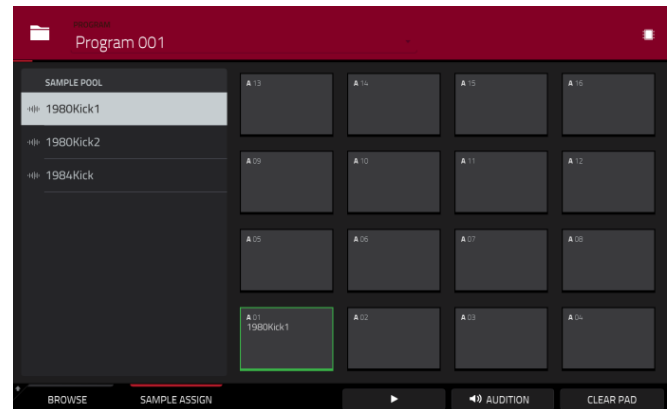 PROGRAM
Program 001
SAMPLE POOL
1980Kick1
1980Kick2
1984Kick
A 13
A 14
A 15
A 16
A 09
A 10
A 11
A 12
A 05
A 06
A 07
A 08
A 01
1980Kick1
A 02
A 03
A 04
BROWSE
SAMPLE ASSIGN
AUDITION
CLEAR PAD